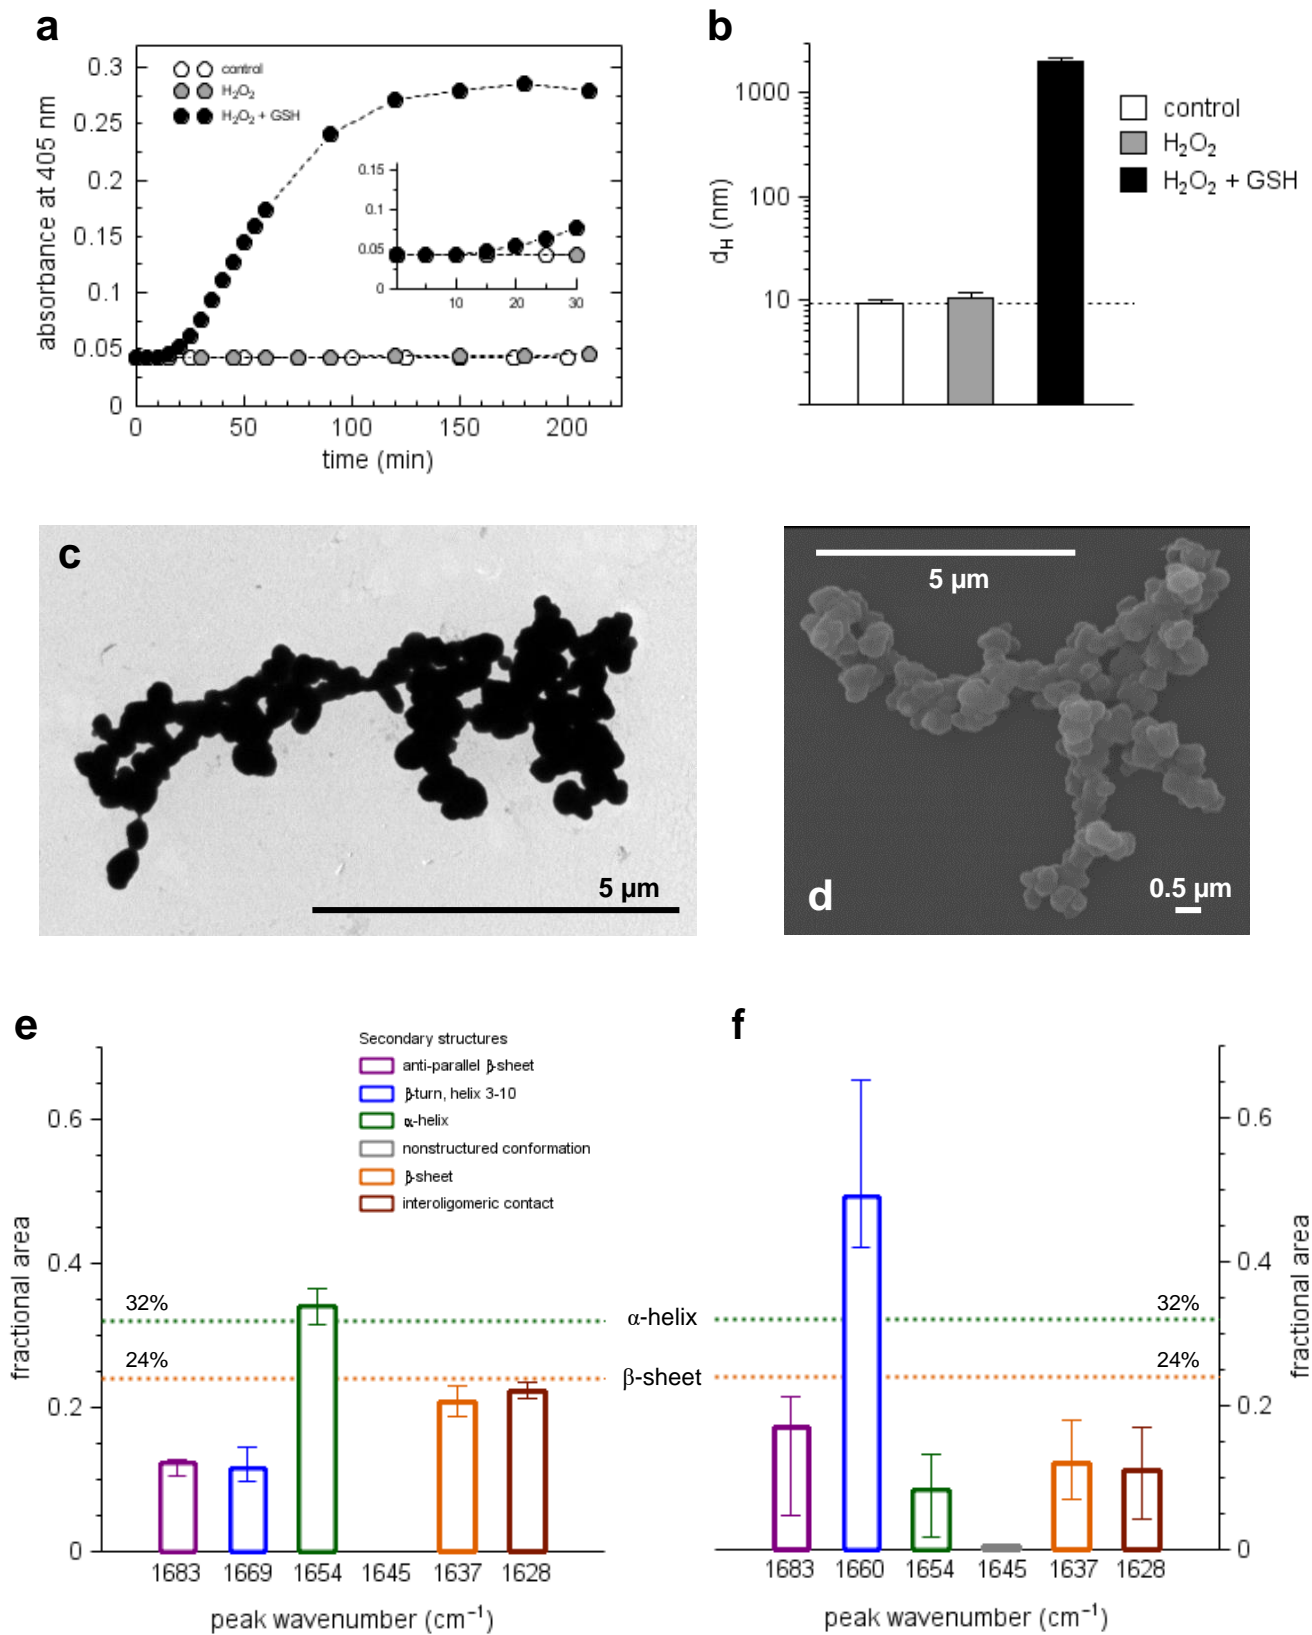 a
absorbance at 405 nm
0.3
0.25
0.2
0.15
0.1
0.05
0
control
H₂O₂
H₂O₂ + GSH
0.15
0.1
0.05
0
10
20
30
0
50
100
150
200
time (min)
b
d_H (nm)
1000
100
10
control
H₂O₂
H₂O₂ + GSH
c
5 µm
5 µm
d
0.5 µm
e
fractional area
0.6
0.4
0.2
0
Secondary structures
anti-parallel β-sheet
β-turn, helix 3-10
α-helix
nonstructured conformation
β-sheet
interoligomeric contact
32%
24%
1683 1669 1654 1645 1637 1628
peak wavenumber (cm⁻¹)
α-helix
β-sheet
f
32%
24%
0.6
0.4
0.2
0
fractional area
1683 1660 1654 1645 1637 1628
peak wavenumber (cm⁻¹)